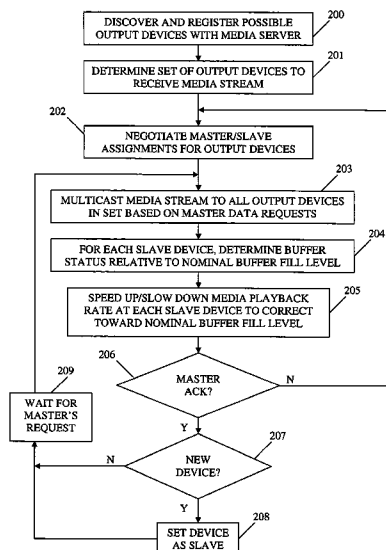 200
DISCOVER AND REGISTER POSSIBLE
OUTPUT DEVICES WITH MEDIA SERVER
201
DETERMINE SET OF OUTPUT DEVICES TO
RECEIVE MEDIA STREAM
202
NEGOTIATE MASTER/SLAVE
ASSIGNMENTS FOR OUTPUT DEVICES
203
MULTICAST MEDIA STREAM TO ALL OUTPUT DEVICES
IN SET BASED ON MASTER DATA REQUESTS
204
FOR EACH SLAVE DEVICE, DETERMINE BUFFER
STATUS RELATIVE TO NOMINAL BUFFER FILL LEVEL
205
SPEED UP/SLOW DOWN MEDIA PLAYBACK
RATE AT EACH SLAVE DEVICE TO CORRECT
TOWARD NOMINAL BUFFER FILL LEVEL
206
MASTER
ACK?
N
Y
209
WAIT FOR
MASTER'S
REQUEST
207
NEW
DEVICE?
N
Y
208
SET DEVICE
AS SLAVE